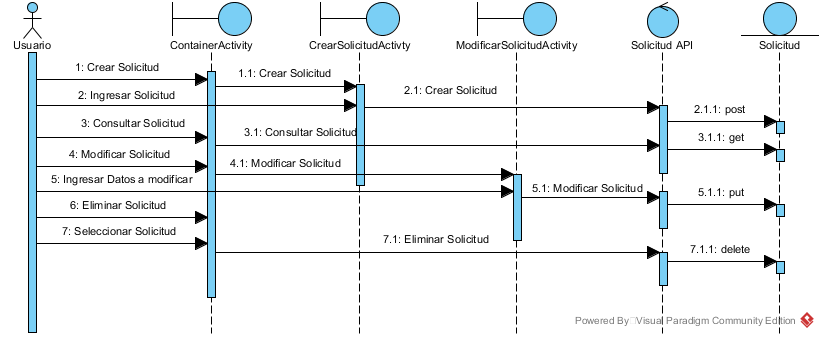 Usuario
ContainerActivity
CrearSolicitudActivty
ModificarSolicitudActivity
Solicitud API
Solicitud
1: Crear Solicitud
1.1: Crear Solicitud
2: Ingresar Solicitud
2.1: Crear Solicitud
2.1.1: post
3: Consultar Solicitud
3.1: Consultar Solicitud
3.1.1: get
4: Modificar Solicitud
4.1: Modificar Solicitud
5: Ingresar Datos a modificar
5.1: Modificar Solicitud
5.1.1: put
6: Eliminar Solicitud
7: Seleccionar Solicitud
7.1: Eliminar Solicitud
7.1.1: delete
Powered By Visual Paradigm Community Edition